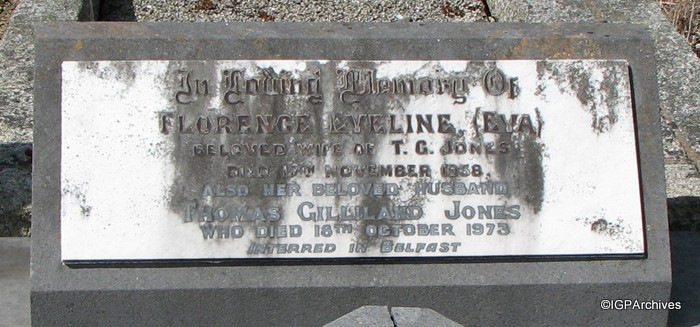 In Loving Memory Of
FLORENCE EVELINE, (EVA)
BELOVED WIFE OF T. G. JONES
DIED NOVEMBER 1958.
ALSO HER BELOVED HUSBAND
THOMAS GILLILAND JONES
WHO DIED 18TH OCTOBER 1973
INTERRED IN BELFAST
©IGPArchives